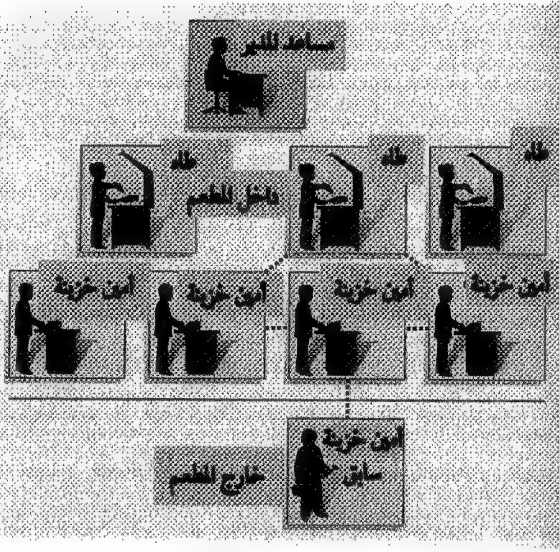 مساعد المدير
طاه
طاه
طاه
داخل المطعم
أمين خزينة
أمين خزينة
أمين خزينة
أمين خزينة
أمين خزينة
سابق
خارج المطعم